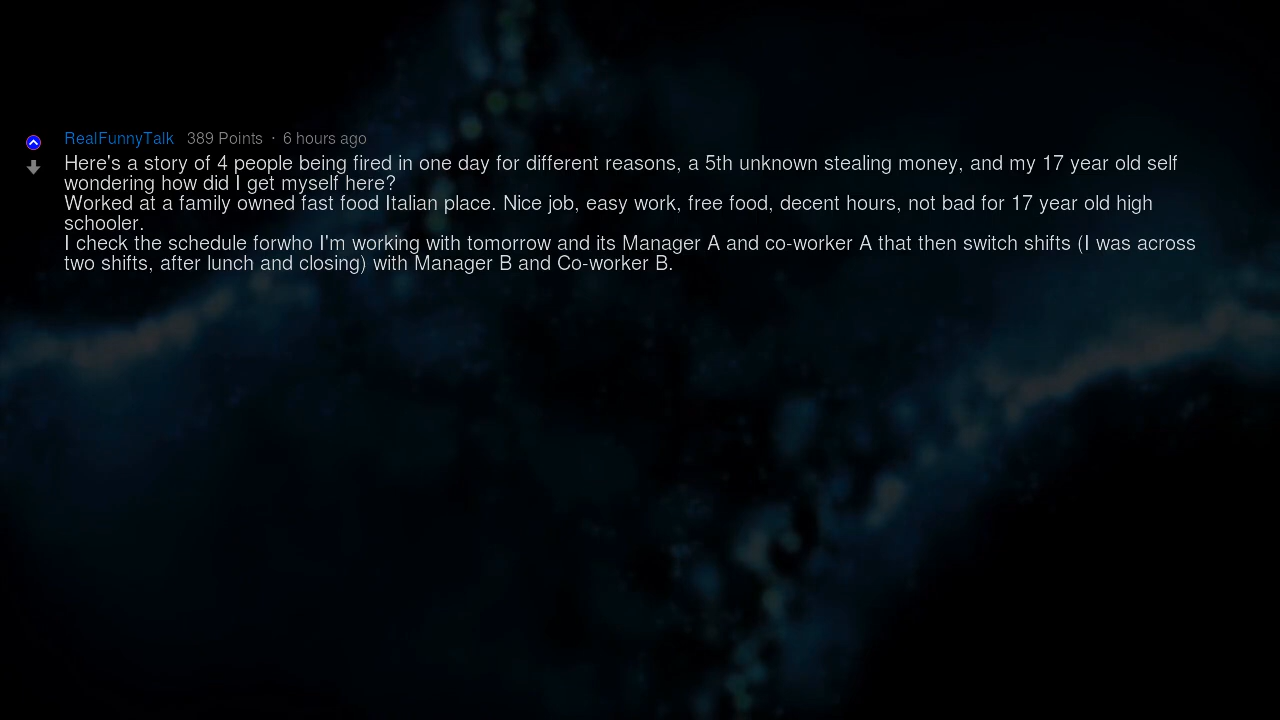 RealFunnyTalk 389 Points · 6 hours ago
Here's a story of 4 people being fired in one day for different reasons, a 5th unknown stealing money, and my 17 year old self
wondering how did I get myself here?
Worked at a family owned fast food Italian place. Nice job, easy work, free food, decent hours, not bad for 17 year old high
schooler.
I check the schedule forwho I'm working with tomorrow and its Manager A and co-worker A that then switch shifts (I was across
two shifts, after lunch and closing) with Manager B and Co-worker B.